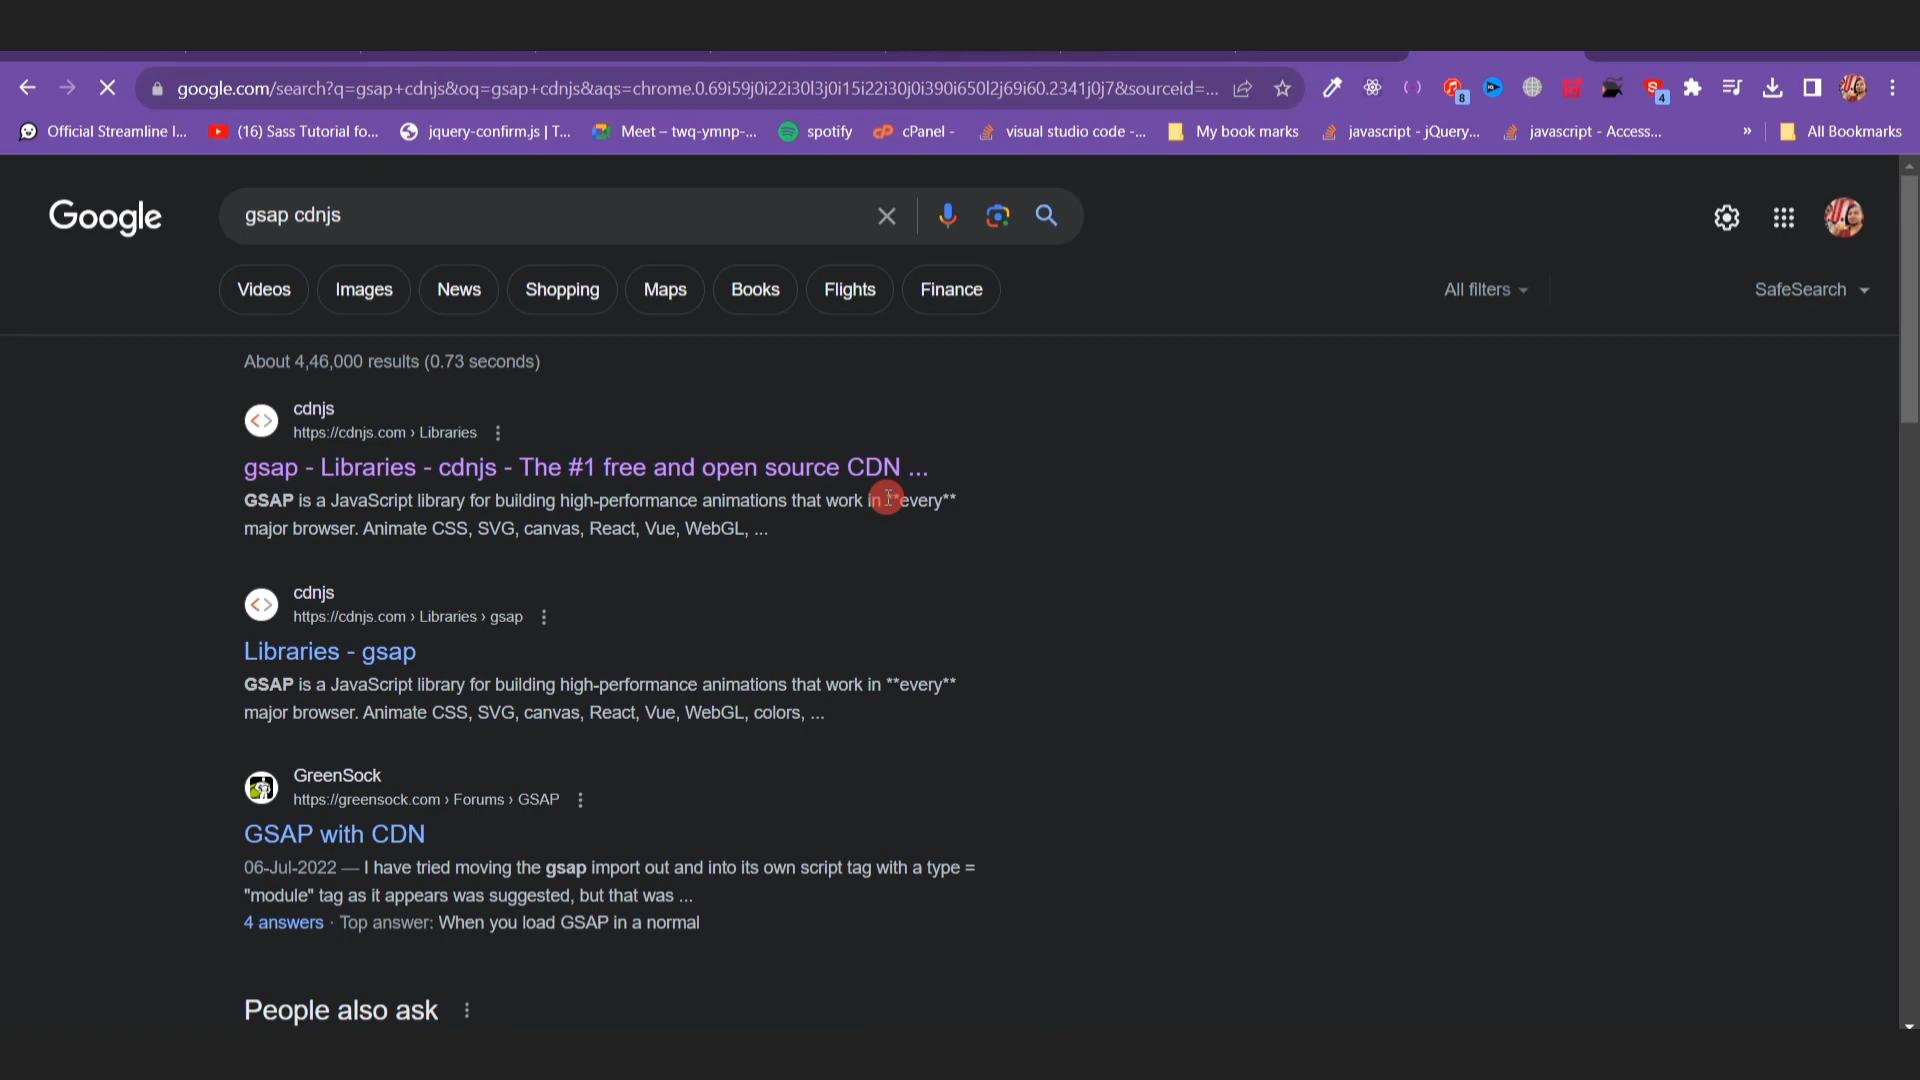 google.com/search?q=gsap+cdnjs&oq=gsap+cdnjs&aqs=chrome.0.69i59j0i22i30l3j0i15i22i30j0i390i650l2j69i60.2341j0j7&sourceid=...
8
4
Official Streamline I...
(16) Sass Tutorial fo...
jquery-confirm.js | T...
Meet – twq-ymnp-...
spotify
cPanel -
visual studio code -...
My book marks
javascript - jQuery...
javascript - Access...
»
All Bookmarks
Google
gsap cdnjs
Videos
Images
News
Shopping
Maps
Books
Flights
Finance
All filters
SafeSearch
About 4,46,000 results (0.73 seconds)
cdnjs
https://cdnjs.com › Libraries
gsap - Libraries - cdnjs - The #1 free and open source CDN ...
GSAP is a JavaScript library for building high-performance animations that work in **every**
major browser. Animate CSS, SVG, canvas, React, Vue, WebGL, ...
cdnjs
https://cdnjs.com › Libraries › gsap
Libraries - gsap
GSAP is a JavaScript library for building high-performance animations that work in **every**
major browser. Animate CSS, SVG, canvas, React, Vue, WebGL, colors, ...
GreenSock
https://greensock.com › Forums › GSAP
GSAP with CDN
06-Jul-2022 — I have tried moving the gsap import out and into its own script tag with a type =
"module" tag as it appears was suggested, but that was ...
4 answers · Top answer: When you load GSAP in a normal
People also ask